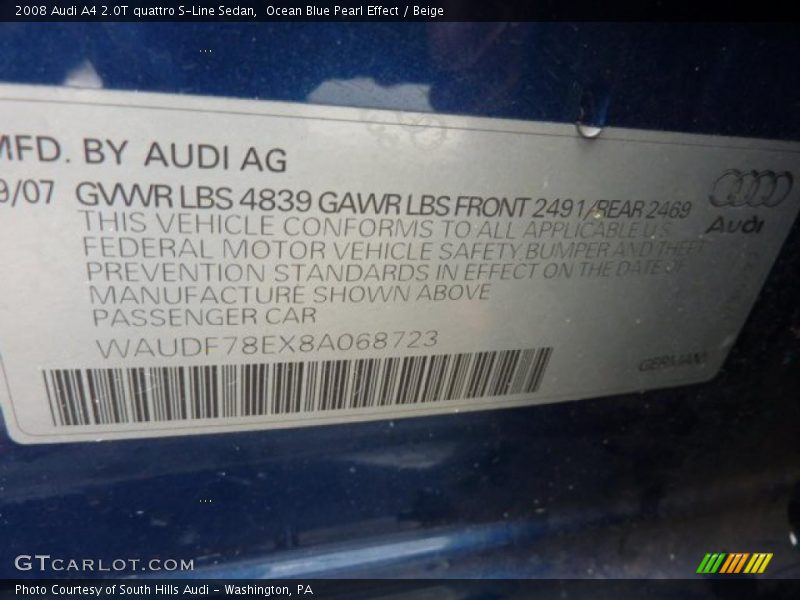 2008 Audi A4 2.0T quattro S-Line Sedan,  Ocean Blue Pearl Effect / Beige
MFD. BY AUDI AG
9/07 GVWR LBS 4839 GAWR LBS FRONT 2491/REAR 2469
THIS VEHICLE CONFORMS TO ALL APPLICABLE U.S.
FEDERAL MOTOR VEHICLE SAFETY, BUMPER AND THEFT
PREVENTION STANDARDS IN EFFECT ON THE DATE OF
MANUFACTURE SHOWN ABOVE
PASSENGER CAR
WAUDF78EX8A068723
Audi
GERMANY
GTCARLOT.COM
Photo Courtesy of South Hills Audi - Washington, PA